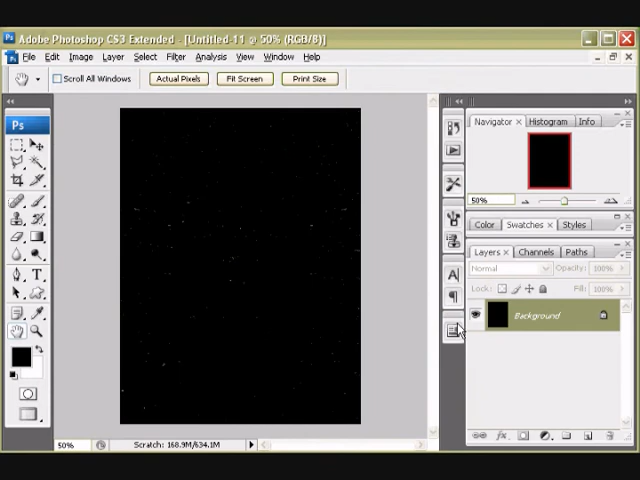 Adobe Photoshop CS3 Extended - [Untitled-11 @ 50% (RGB/8)]
File Edit Image Layer Select Filter Analysis View Window Help
Scroll All Windows Actual Pixels Fit Screen Print Size
Ps
Navigator × Histogram Info
50%
Color Swatches × Styles
Layers × Channels Paths
Normal Opacity: 100%
Lock: Fill: 100%
Background
50% Scratch: 168.9M/634.1M